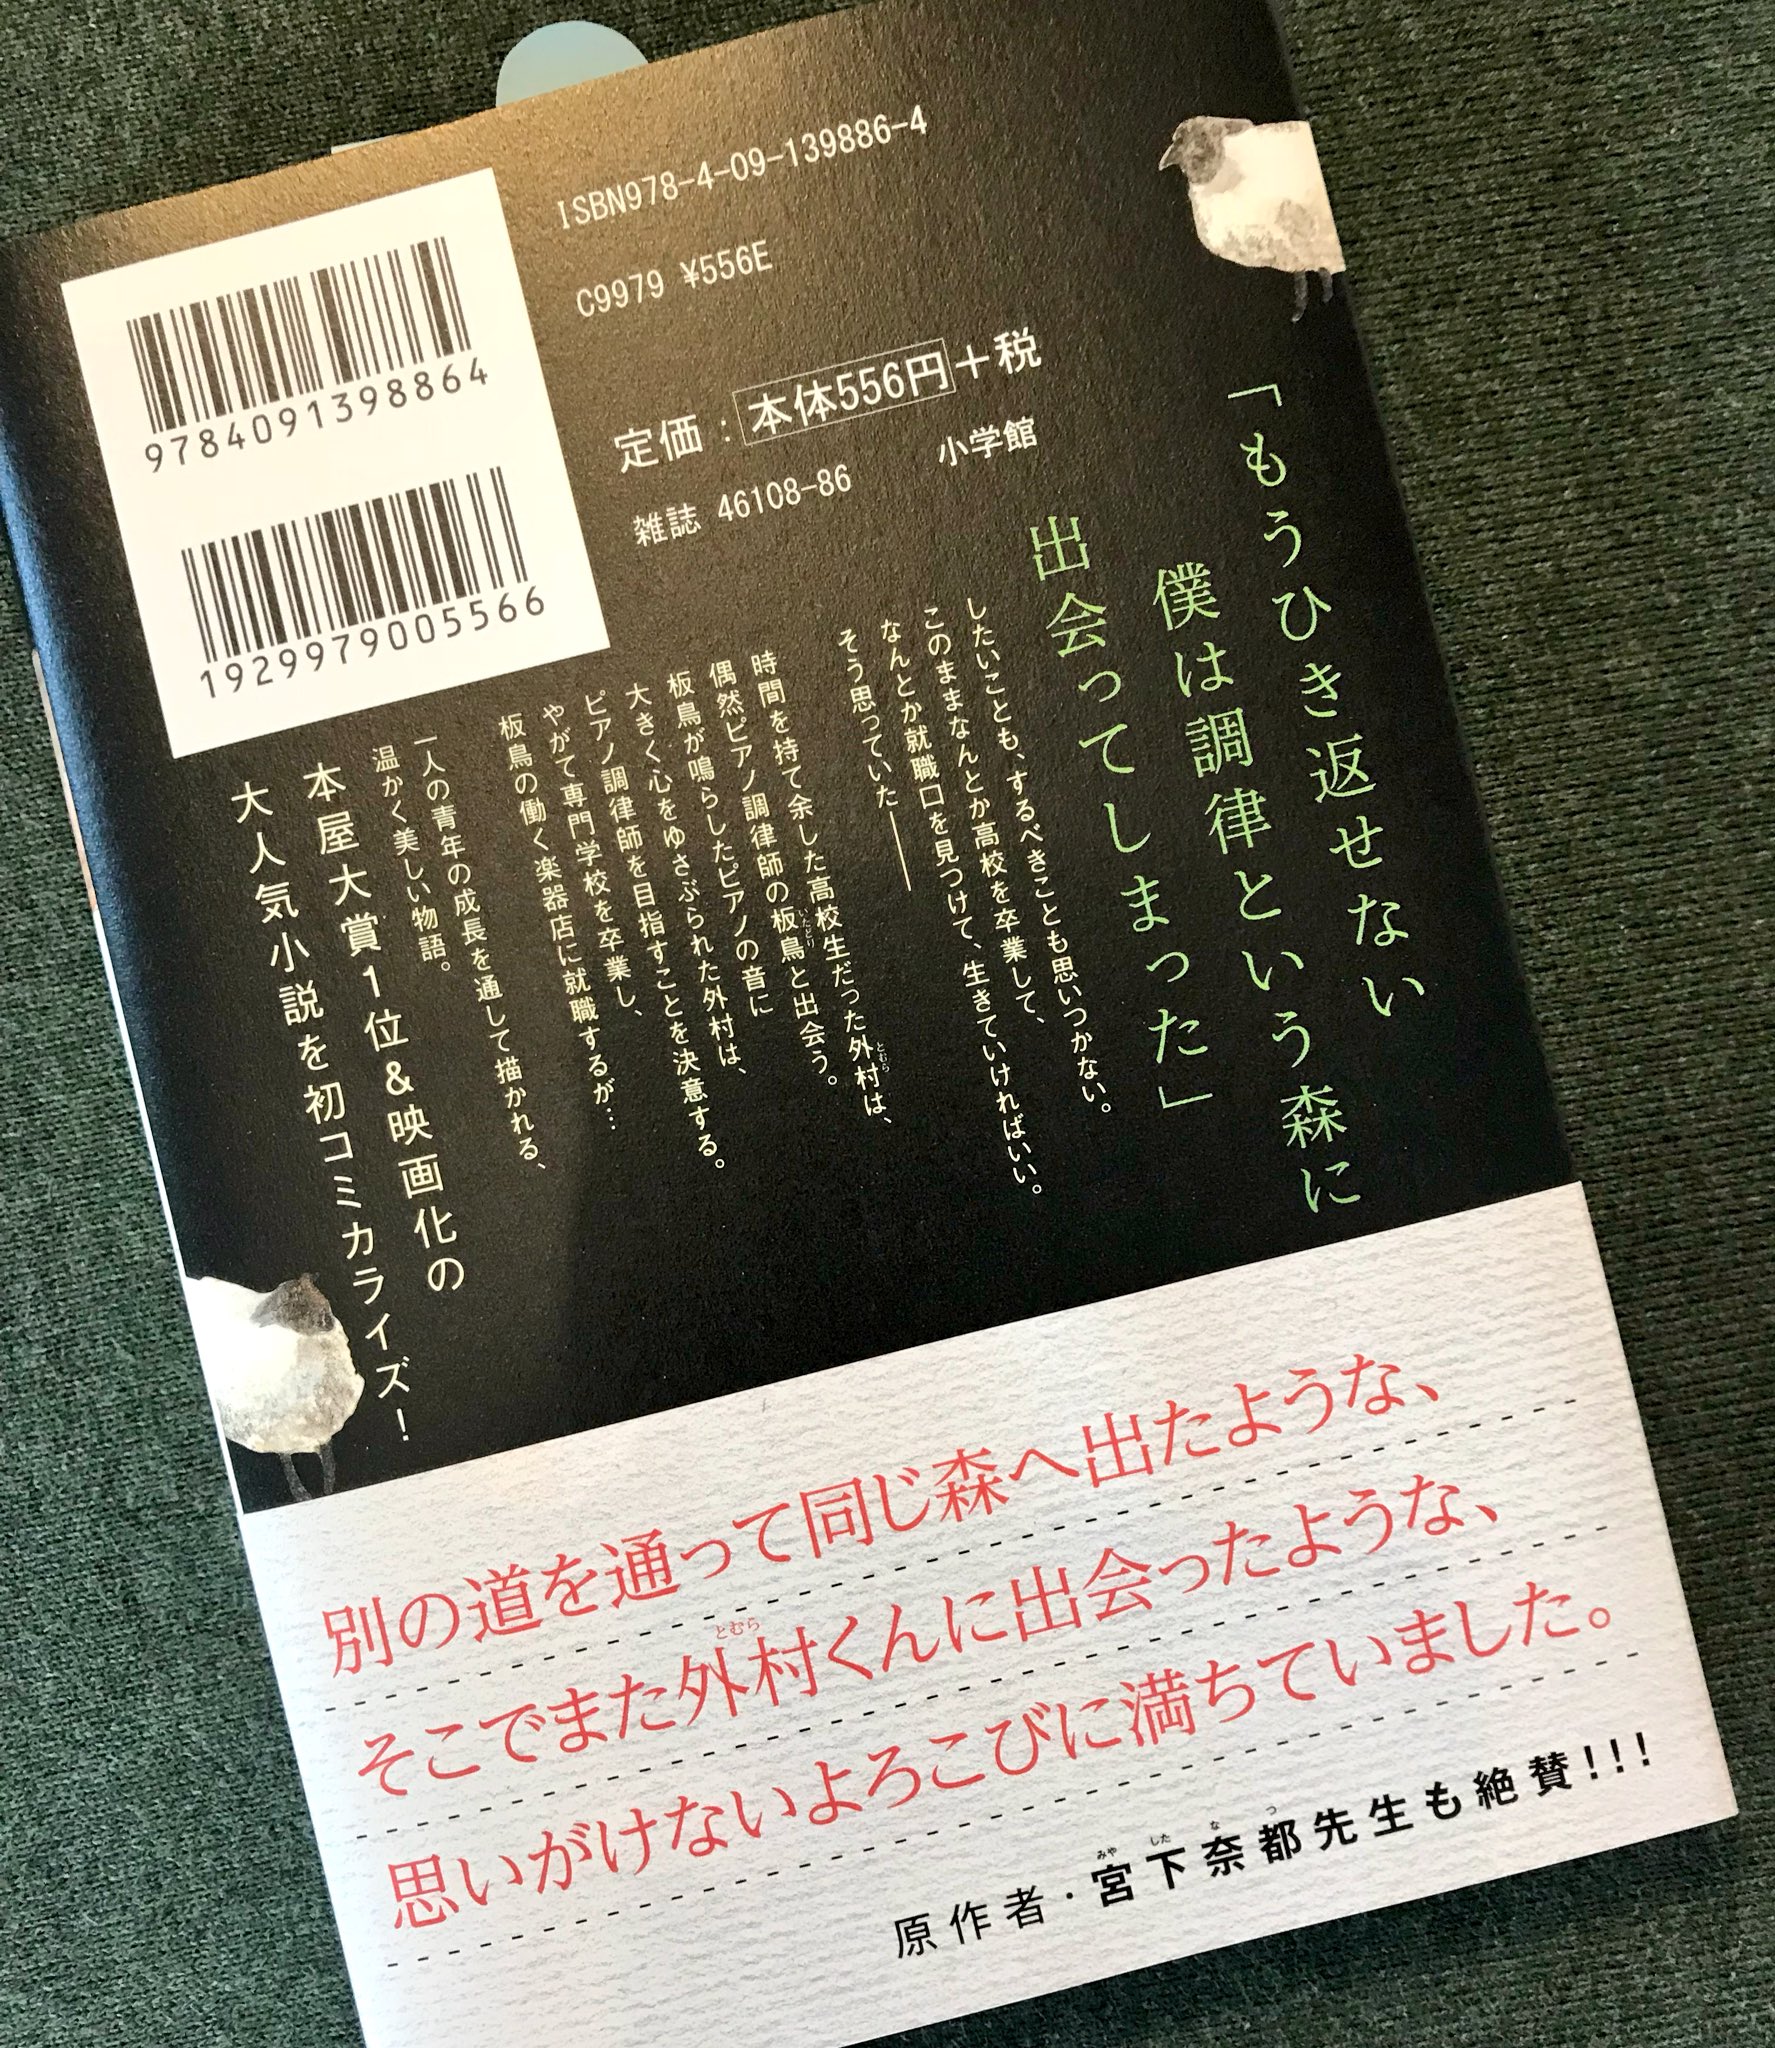 ISBN978-4-09-139886-4
C9979 ¥556E
定価：本体556円＋税
雑誌 46108-86
小学館
9784091398864
1929979005566
「もうひき返せない
僕は調律という森に
出会ってしまった」
したいことも、するべきことも思いつかない。
このままなんとか高校を卒業して、
なんとか就職口を見つけて、生きていければいい。
そう思っていた――
時間を持て余した高校生だった外村は、
とむら
偶然ピアノ調律師の板鳥と出会う。
いたどり
板鳥が鳴らしたピアノの音に
大きく心をゆさぶられた外村は、
ピアノ調律師を目指すことを決意する。
やがて専門学校を卒業し、
板鳥の働く楽器店に就職するが…
一人の青年の成長を通して描かれる、
温かく美しい物語。
本屋大賞1位&映画化の
大人気小説を初コミカライズ！
別の道を通って同じ森へ出たような、
とむら
そこでまた外村くんに出会ったような、
思いがけないよろこびに満ちていました。
みやしたなつ
原作者・宮下奈都先生も絶賛!!!